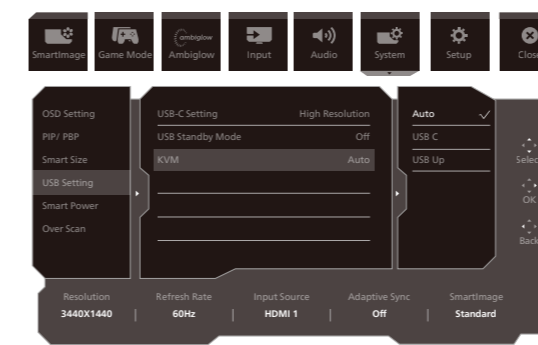 ambiglow
SmartImage Game Mode Ambiglow Input Audio System Setup Close
OSD Setting
PIP/ PBP
Smart Size
USB Setting
Smart Power
Over Scan
USB-C Setting High Resolution
USB Standby Mode Off
KVM Auto
Auto
USB C
USB Up
Select
OK
Back
Resolution Refresh Rate Input Source Adaptive Sync SmartImage
3440X1440 | 60Hz | HDMI 1 | Off | Standard